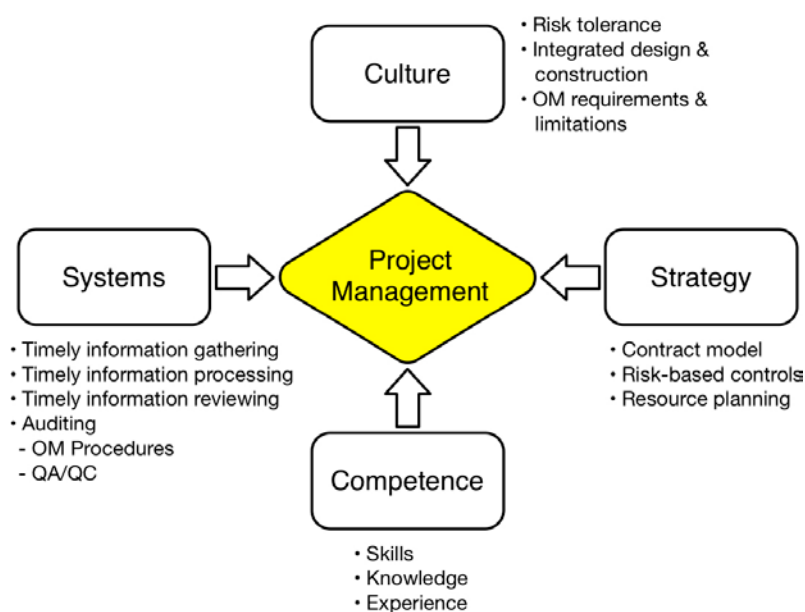 Culture
• Risk tolerance
• Integrated design &
construction
• OM requirements &
limitations
Systems
• Timely information gathering
• Timely information processing
• Timely information reviewing
• Auditing
- OM Procedures
- QA/QC
Project
Management
Strategy
• Contract model
• Risk-based controls
• Resource planning
Competence
• Skills
• Knowledge
• Experience